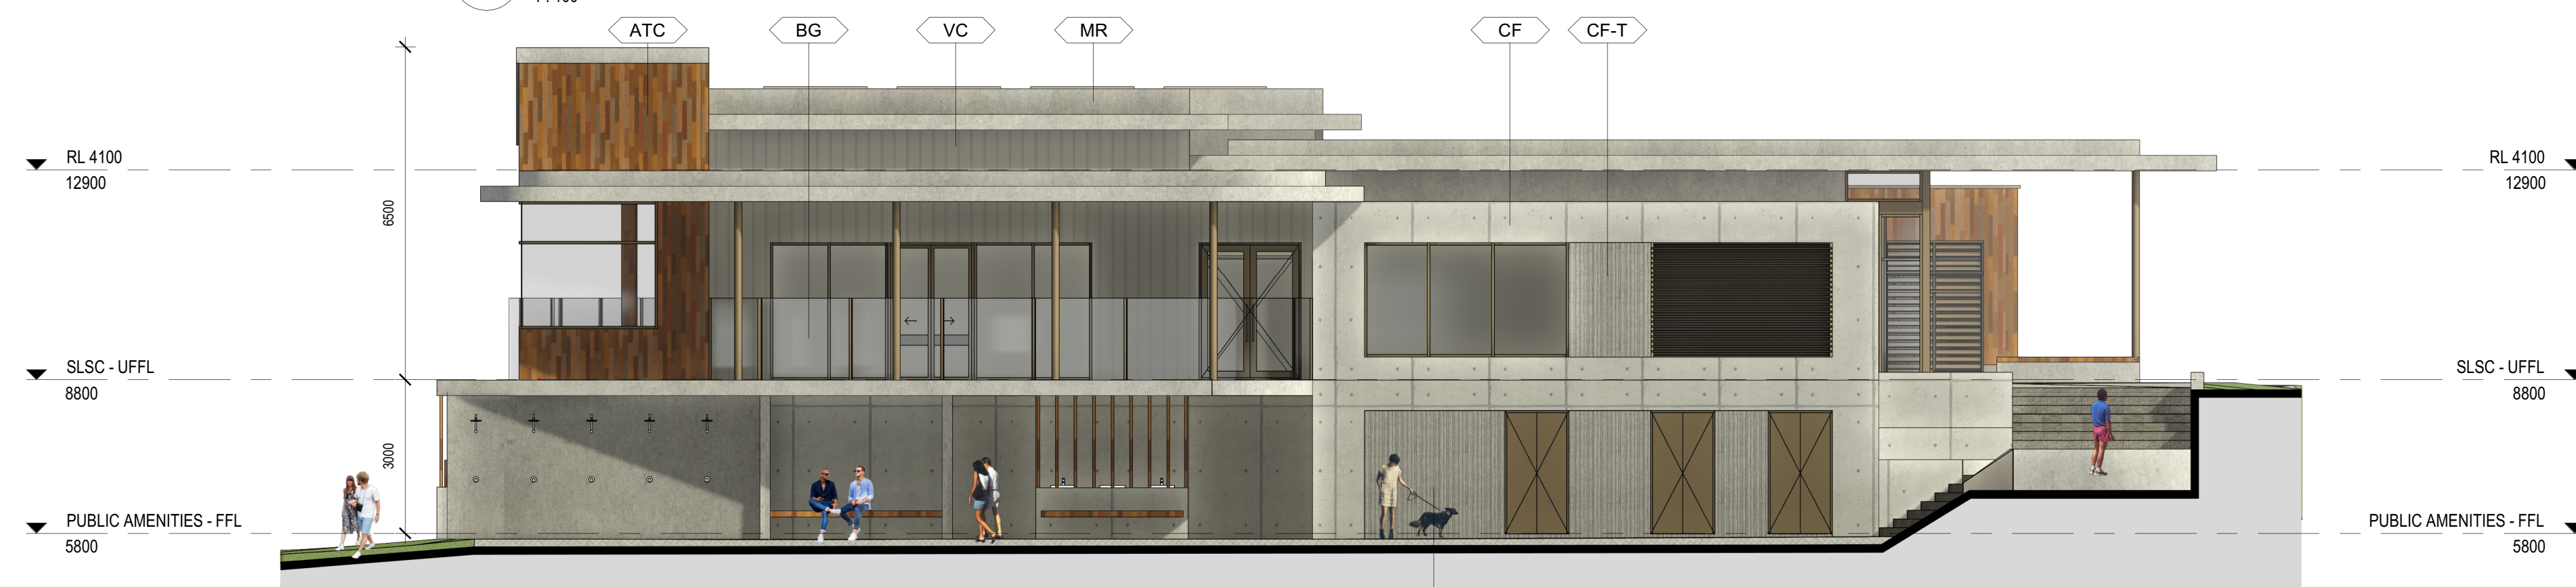 ATC
BG
VC
MR
CF
CF-T
RL 4100
12900
RL 4100
12900
6500
SLSC - UFFL
8800
SLSC - UFFL
8800
3000
PUBLIC AMENITIES - FFL
5800
PUBLIC AMENITIES - FFL
5800